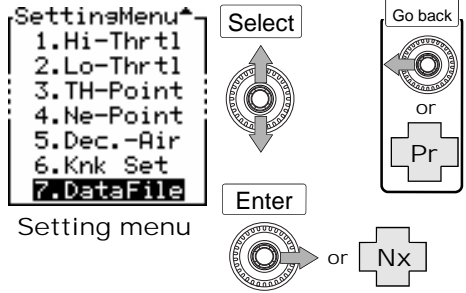 SettingMenu
1.Hi-Thrtl
2.Lo-Thrtl
3.TH-Point
4.Ne-Point
5.Dec.-Air
6.Knk Set
7.DataFile
Setting menu
Select
Enter
or
Nx
Go back
or
Pr